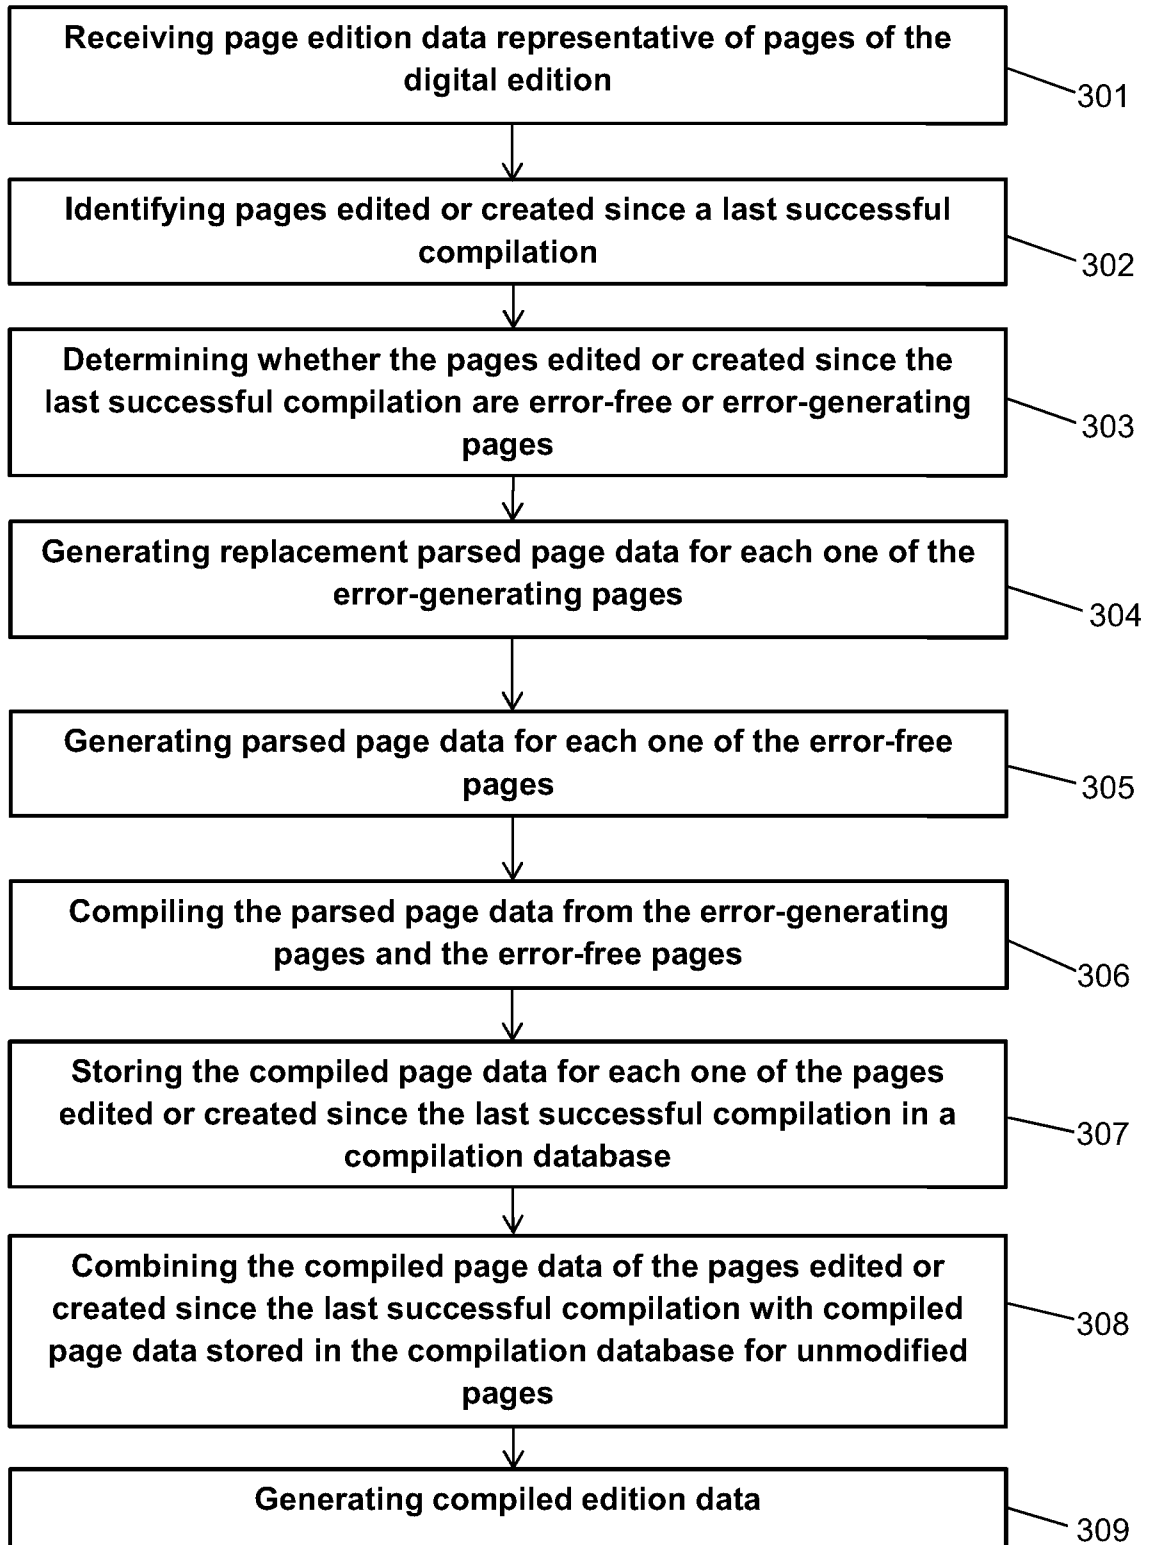 Receiving page edition data representative of pages of the
digital edition
301
Identifying pages edited or created since a last successful
compilation
302
Determining whether the pages edited or created since the
last successful compilation are error-free or error-generating
pages
303
Generating replacement parsed page data for each one of the
error-generating pages
304
Generating parsed page data for each one of the error-free
pages
305
Compiling the parsed page data from the error-generating
pages and the error-free pages
306
Storing the compiled page data for each one of the pages
edited or created since the last successful compilation in a
compilation database
307
Combining the compiled page data of the pages edited or
created since the last successful compilation with compiled
page data stored in the compilation database for unmodified
pages
308
Generating compiled edition data
309